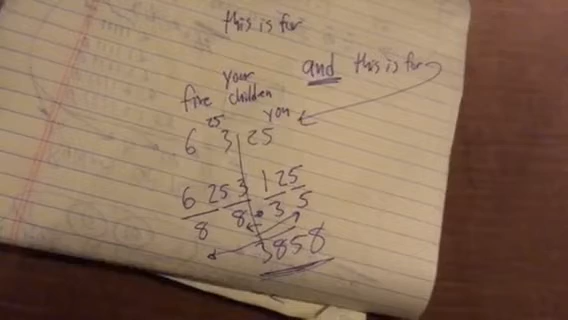 this is for
and this is for
your
five children
25 you
6 3 25
6 25 3 1 25
8 8 3 5
3858